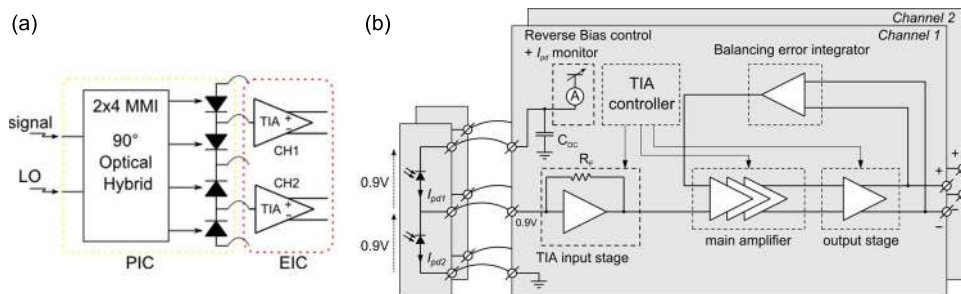 (a)
2x4 MMI
90°
Optical
Hybrid
signal
LO
TIA
+
−
CH1
CH2
TIA
+
−
PIC
EIC
(b)
Channel 2
Channel 1
Reverse Bias control
+ Ipd monitor
A
TIA
controller
Balancing error integrator
CDC
0.9V
Ipd1
0.9V
Ipd2
0.9V
RF
TIA input stage
main amplifier
output stage
+
−
+
−